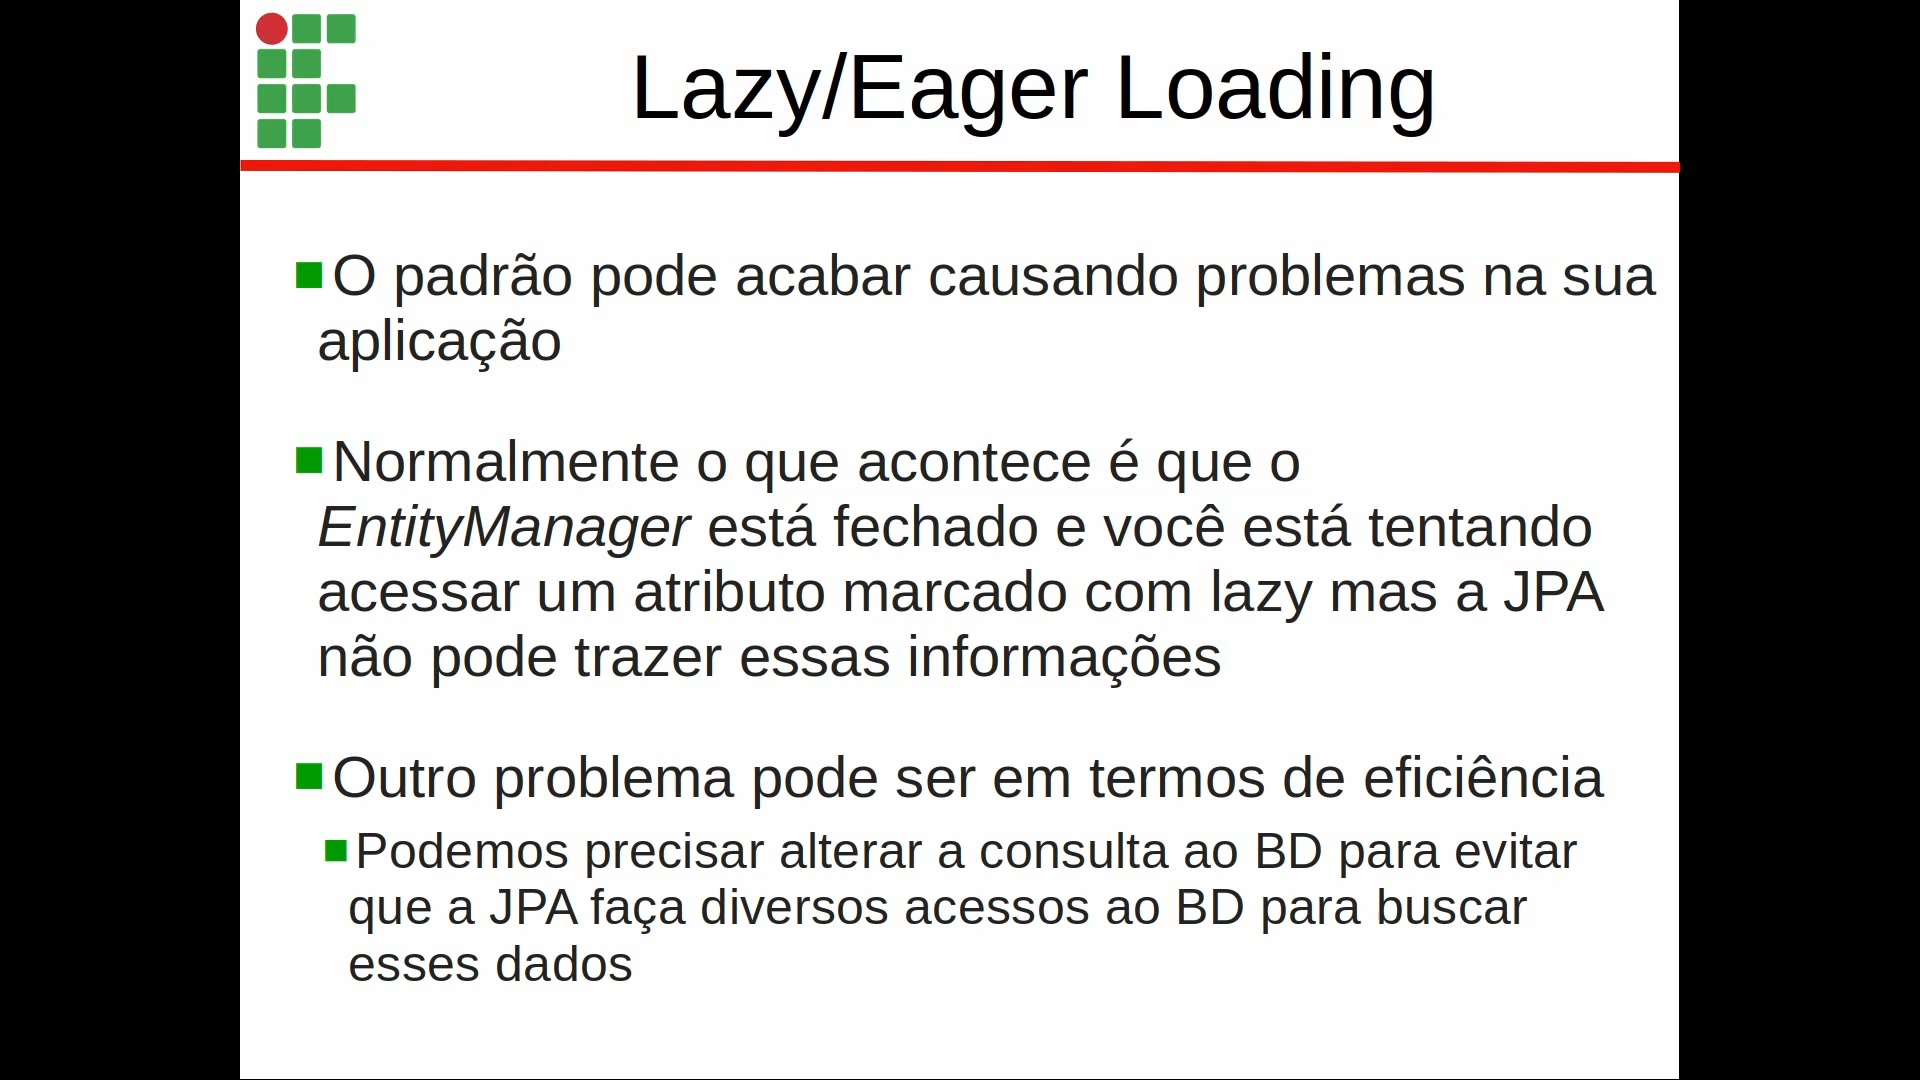 Lazy/Eager Loading
O padrão pode acabar causando problemas na sua
aplicação
Normalmente o que acontece é que o
EntityManager está fechado e você está tentando
acessar um atributo marcado com lazy mas a JPA
não pode trazer essas informações
Outro problema pode ser em termos de eficiência
Podemos precisar alterar a consulta ao BD para evitar
que a JPA faça diversos acessos ao BD para buscar
esses dados